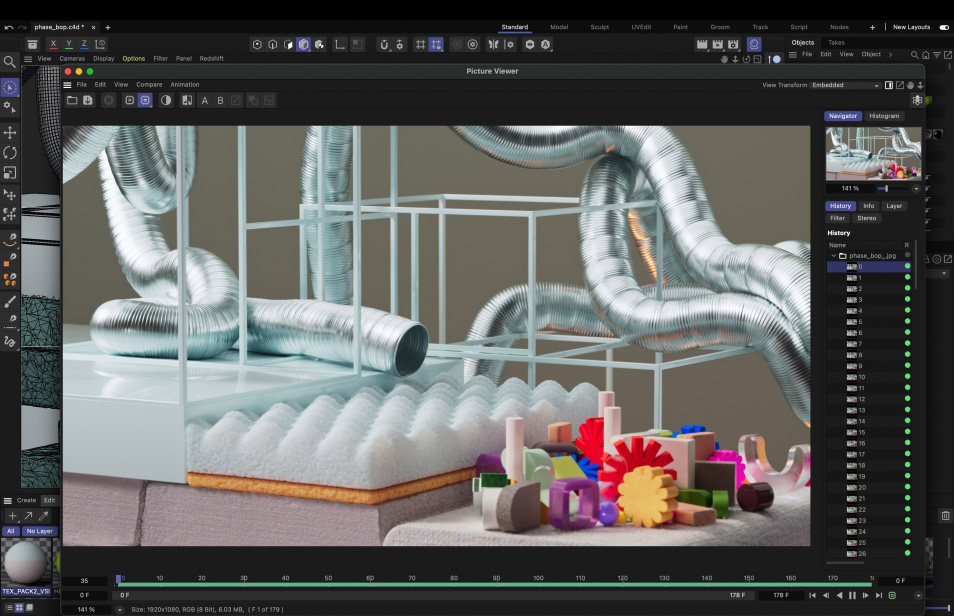 phase_bop.c4d * × +
Standard Model Sculpt UVEdit Paint Groom Track Script Nodes + New Layouts
X Y Z
Objects Takes
View Cameras Display Options Filter Panel Redshift
File Edit View Object
Picture Viewer
File Edit View Compare Animation
View Transform Embedded
A B
Navigator Histogram
141 %
History Info Layer
Filter Stereo
History
Name R
phase_bop_.jpg
0
1
2
3
4
5
6
7
8
9
10
11
12
13
14
15
16
17
18
19
20
21
22
23
24
25
26
Create Edit
All No Layer
TEX_PACK2_VS
35 0 10 20 30 40 50 60 70 80 90 100 110 120 130 140 150 160 170 0 F
0 F 0 F 178 F 178 F
141 % Size: 1920x1080, RGB (8 Bit), 6.03 MB, ( F 1 of 179 )